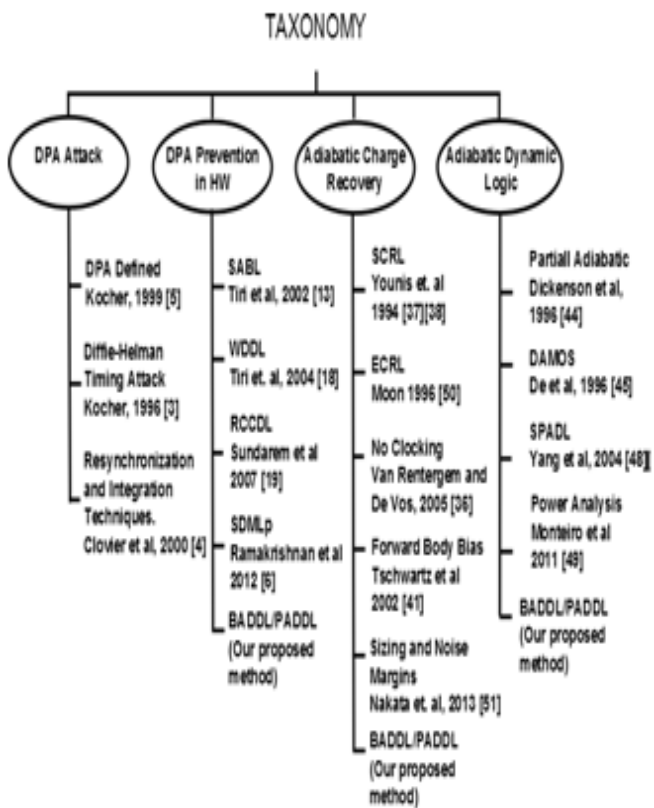 TAXONOMY
DPA Attack
DPA Defined
Kocher, 1999 [5]
Diffie-Helman
Timing Attack
Kocher, 1996 [3]
Resynchronization
and Integration
Techniques.
Clovier et al, 2000 [4]
DPA Prevention
in HW
SABL
Tiri et al, 2002 [13]
WDDL
Tiri et. al, 2004 [18]
RCCDL
Sundarem et al
2007 [19]
SDMLp
Ramakrishnan et al
2012 [6]
BADDL/PADDL
(Our proposed
method)
Adiabatic Charge
Recovery
SCRL
Younis et. al
1994 [37][38]
ECRL
Moon 1996 [50]
No Clocking
Van Rentergem and
De Vos, 2005 [36]
Forward Body Bias
Tschwartz et al
2002 [41]
Sizing and Noise
Margins
Nakata et. al, 2013 [51]
BADDL/PADDL
(Our proposed
method)
Adiabatic Dynamic
Logic
Partiall Adiabatic
Dickenson et al,
1996 [44]
DAMOS
De et al, 1996 [45]
SPADL
Yang et al, 2004 [48]]
Power Analysis
Monteiro et al
2011 [49]
BADDL/PADDL
(Our proposed
method)